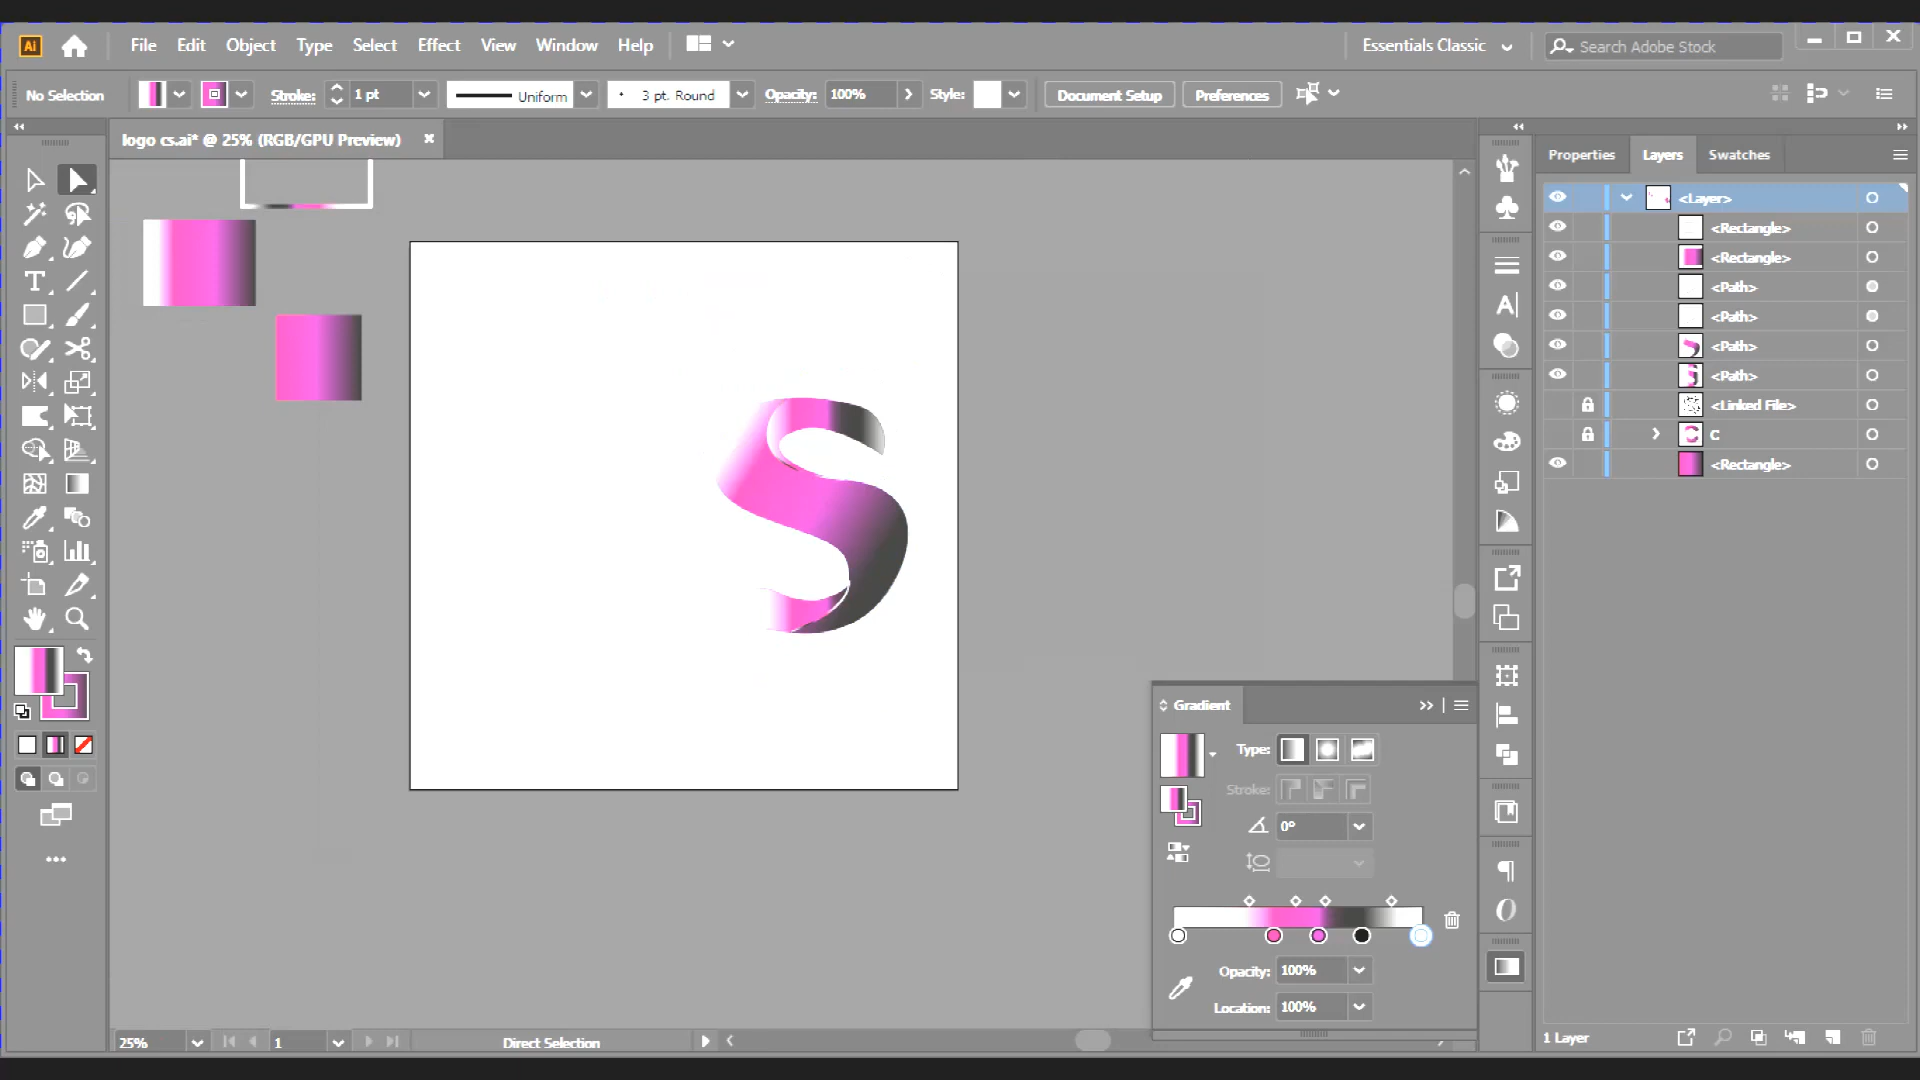 Ai File Edit Object Type Select Effect View Window Help Essentials Classic Search Adobe Stock
No Selection Stroke: 1 pt Uniform 3 pt. Round Opacity: 100% Style: Document Setup Preferences
logo cs.ai* @ 25% (RGB/GPU Preview)
Properties Layers Swatches
<Layer>
<Rectangle>
<Rectangle>
<Path>
<Path>
<Path>
<Path>
<Linked File>
C
<Rectangle>
S
Gradient
Type:
Stroke:
0°
Opacity: 100%
Location: 100%
25% 1 Direct Selection
1 Layer